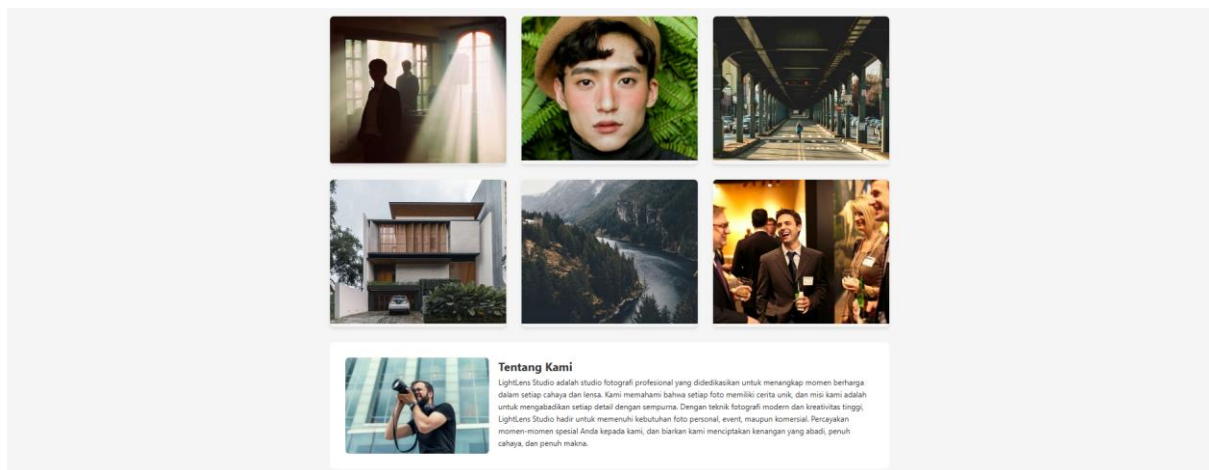 Tentang Kami
LightLens Studio adalah studio fotografi profesional yang didedikasikan untuk menangkap momen berharga
dalam setiap cahaya dan lensa. Kami memahami bahwa setiap foto memiliki cerita unik, dan misi kami adalah
untuk mengabadikan setiap detail dengan sempurna. Dengan teknik fotografi modern dan kreativitas tinggi,
LightLens Studio hadir untuk memenuhi kebutuhan foto personal, event, maupun komersial. Percayakan
momen-momen spesial Anda kepada kami, dan biarkan kami menciptakan kenangan yang abadi, penuh
cahaya, dan penuh makna.